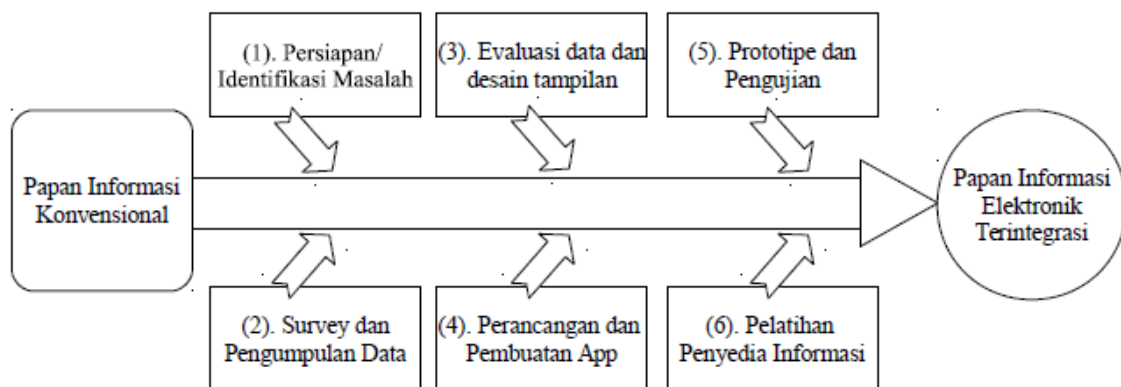 (1). Persiapan/
Identifikasi Masalah
(3). Evaluasi data dan
desain tampilan
(5). Prototipe dan
Pengujian
Papan Informasi
Konvensional
Papan Informasi
Elektronik
Terintegrasi
(2). Survey dan
Pengumpulan Data
(4). Perancangan dan
Pembuatan App
(6). Pelatihan
Penyedia Informasi